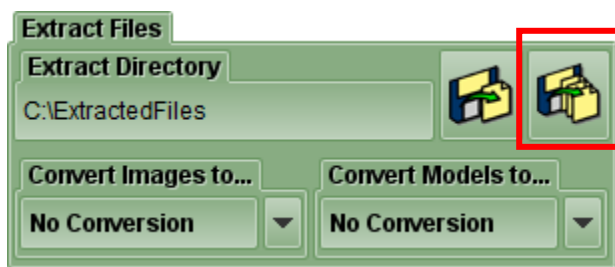 Extract Files
Extract Directory
C:\ExtractedFiles
Convert Images to...
Convert Models to...
No Conversion
No Conversion